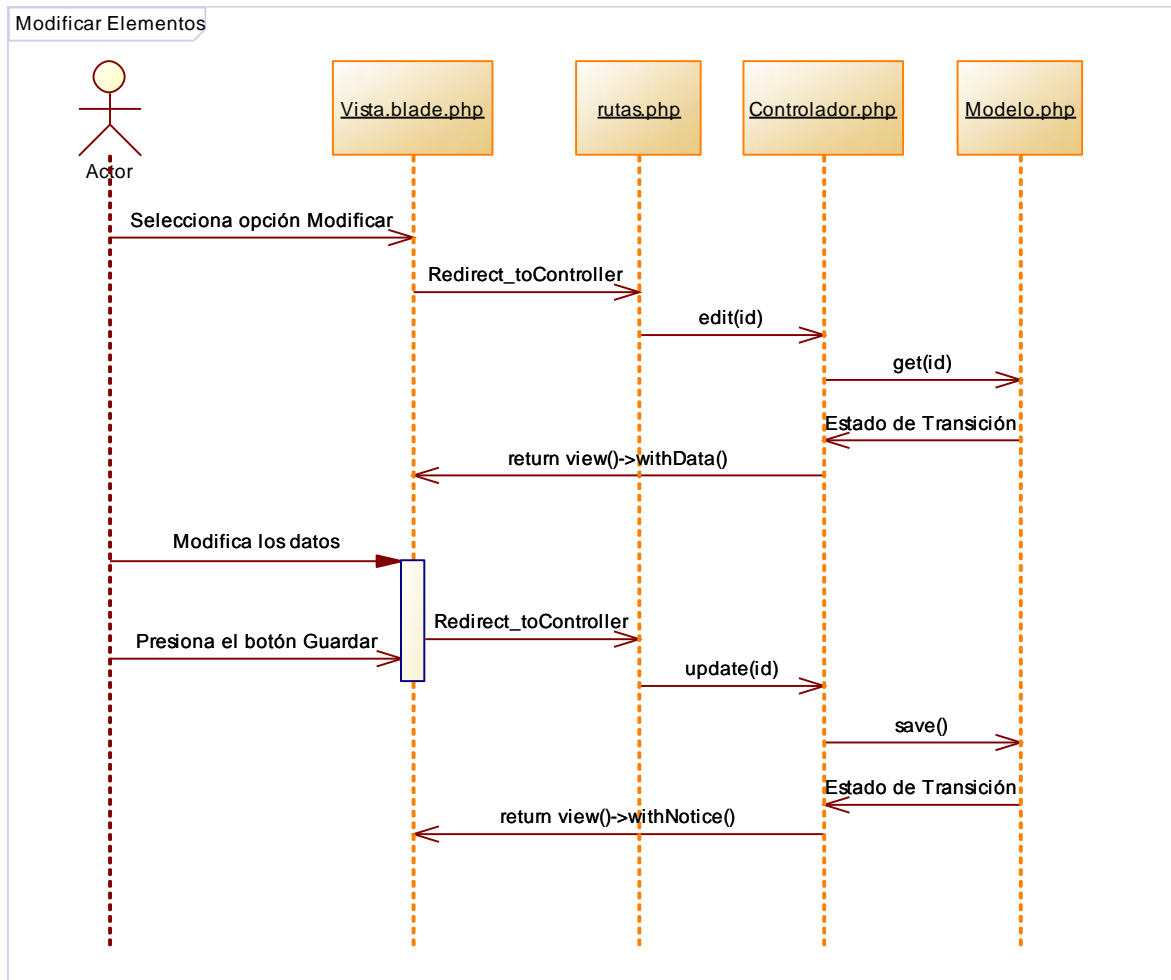 Modificar Elementos
Vista.blade.php
rutas.php
Controlador.php
Modelo.php
Actor
Selecciona opción Modificar
Redirect_toController
edit(id)
get(id)
Estado de Transición
return view()->withData()
Modifica los datos
Redirect_toController
Presiona el botón Guardar
update(id)
save()
Estado de Transición
return view()->withNotice()